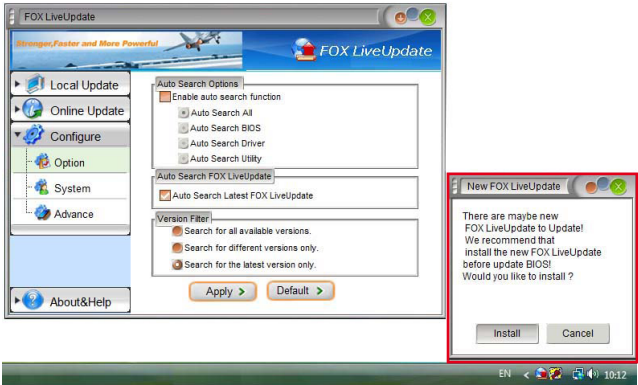 FOX LiveUpdate
Stronger,Faster and More Powerful
FOX LiveUpdate
Local Update
Online Update
Configure
Option
System
Advance
About&Help
Auto Search Options
Enable auto search function
Auto Search All
Auto Search BIOS
Auto Search Driver
Auto Search Utility
Auto Search FOX LiveUpdate
Auto Search Latest FOX LiveUpdate
Version Filter
Search for all available versions.
Search for different versions only.
Search for the latest version only.
Apply >
Default >
New FOX LiveUpdate
There are maybe new
FOX LiveUpdate to Update!
We recommend that
install the new FOX LiveUpdate
before update BIOS!
Would you like to install ?
Install
Cancel
EN < 10:12